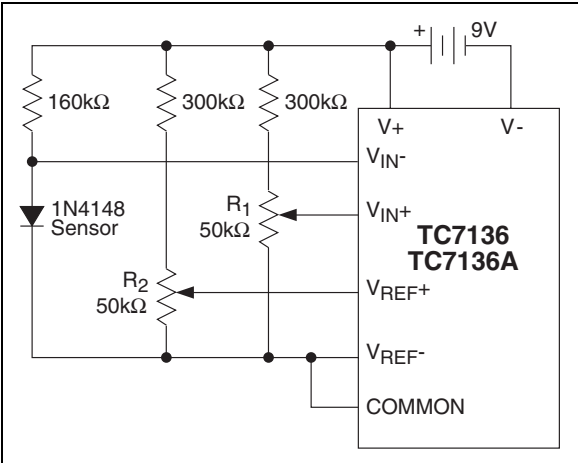 + 9V
160kΩ 300kΩ 300kΩ
V+ V-
VIN-
1N4148
Sensor
R1
50kΩ
VIN+
TC7136
TC7136A
R2
50kΩ
VREF+
VREF-
COMMON